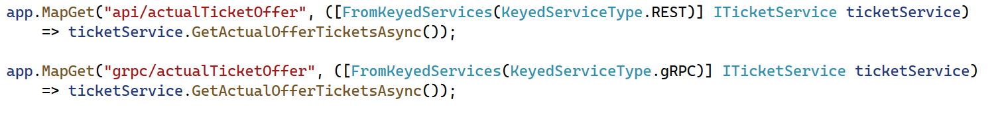 app.MapGet("api/actualTicketOffer", ([FromKeyedServices(KeyedServiceType.REST)] ITicketService ticketService)
    => ticketService.GetActualOfferTicketsAsync());

app.MapGet("grpc/actualTicketOffer", ([FromKeyedServices(KeyedServiceType.gRPC)] ITicketService ticketService)
    => ticketService.GetActualOfferTicketsAsync());